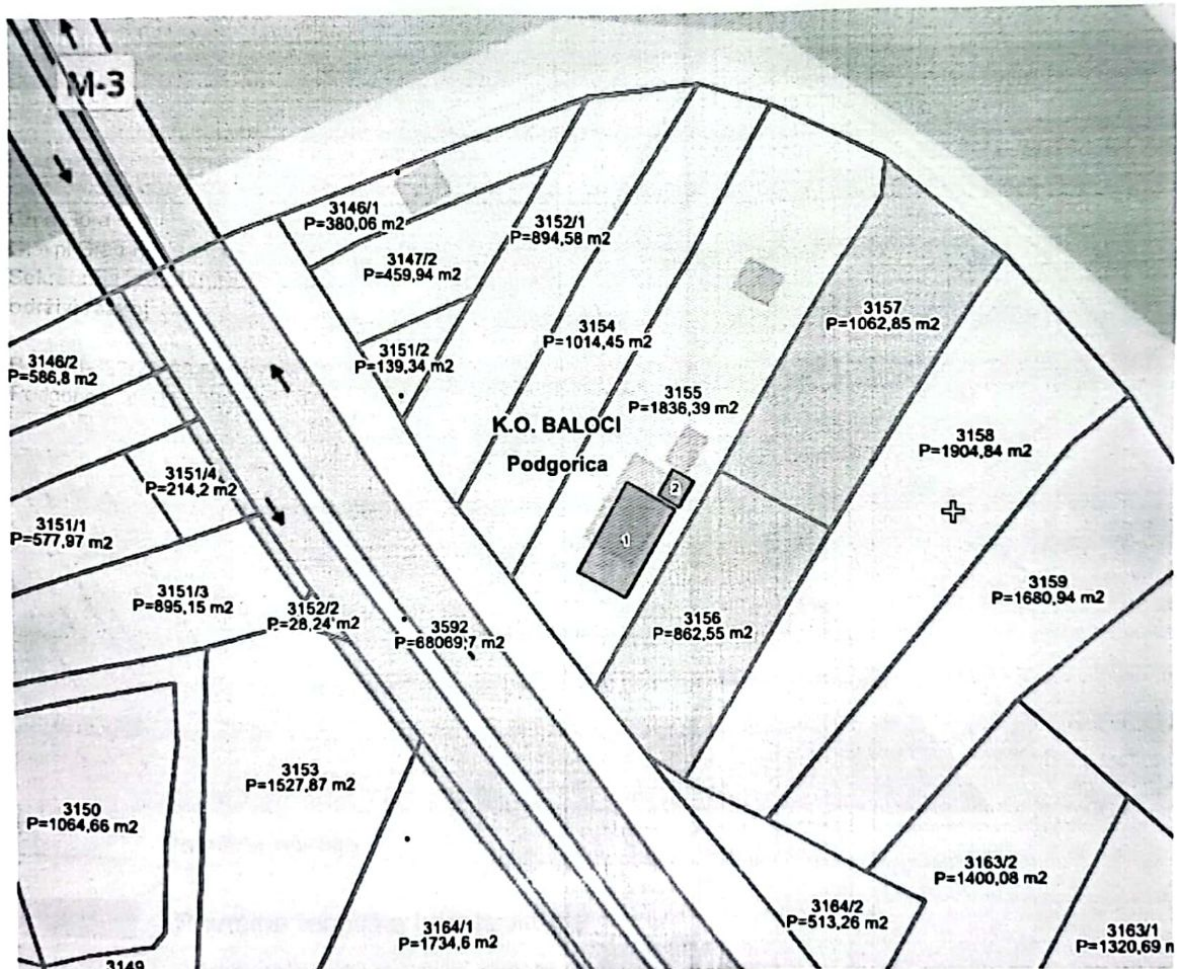 M-3
3146/1
P=380,06 m2
3152/1
P=894,58 m2
3147/2
P=459,94 m2
3157
P=1062,85 m2
3154
P=1014,45 m2
3151/2
P=139,34 m2
3146/2
P=586,8 m2
3155
P=1836,39 m2
K.O. BALOCI
Podgorica
3158
P=1904,84 m2
3151/4
P=214,2 m2
2
1
3151/1
P=577,97 m2
3159
P=1680,94 m2
3151/3
P=895,15 m2
3152/2
P=28,24 m2
3592
P=68069,7 m2
3156
P=862,55 m2
3153
P=1527,87 m2
3150
P=1064,66 m2
3163/2
P=1400,08 m2
3164/2
P=513,26 m2
3164/1
P=1734,6 m2
3163/1
P=1320,69 m
3149